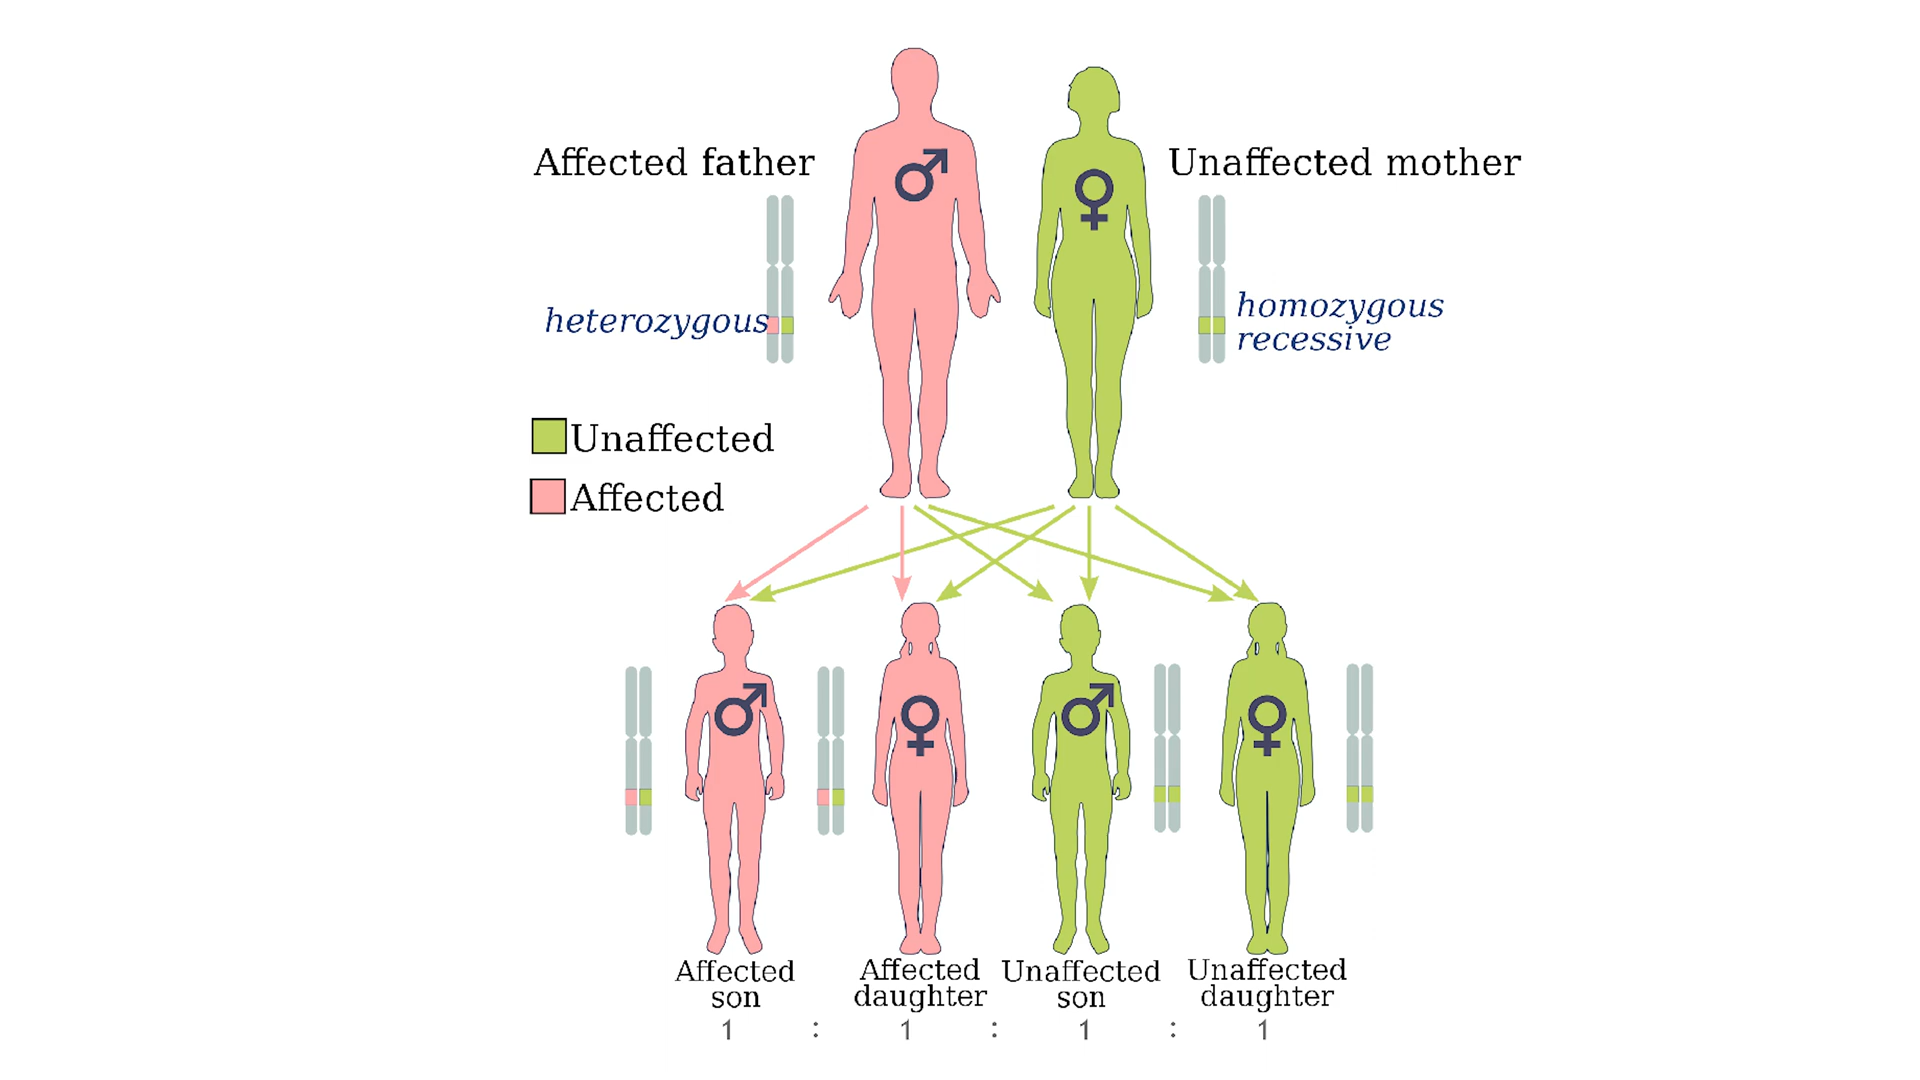 Affected father
Unaffected mother
heterozygous
homozygous
recessive
Unaffected
Affected
Affected
son
Affected
daughter
Unaffected
son
Unaffected
daughter
1 : 1 : 1 : 1